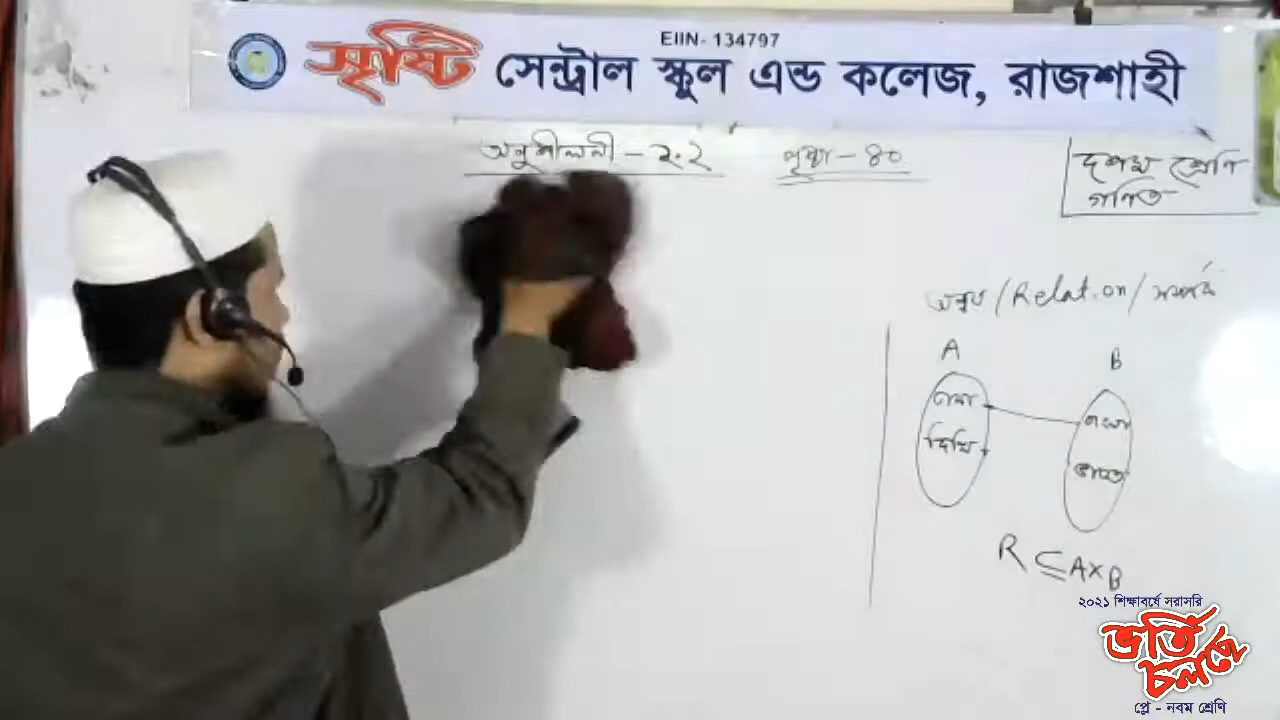 EIIN- 134797
সৃষ্টি সেন্ট্রাল স্কুল এন্ড কলেজ, রাজশাহী
অনুশীলনী - ২.২
পৃষ্ঠা - ৪০
দশম শ্রেণি
গণিত
অন্বয় / Relation / সম্পর্ক
A
B
ঢাকা
দিল্লি
ভারত
R ⊆ A×B
২০২১ শিক্ষাবর্ষে সরাসরি
ভর্তি
চলছে
প্লে - নবম শ্রেণি